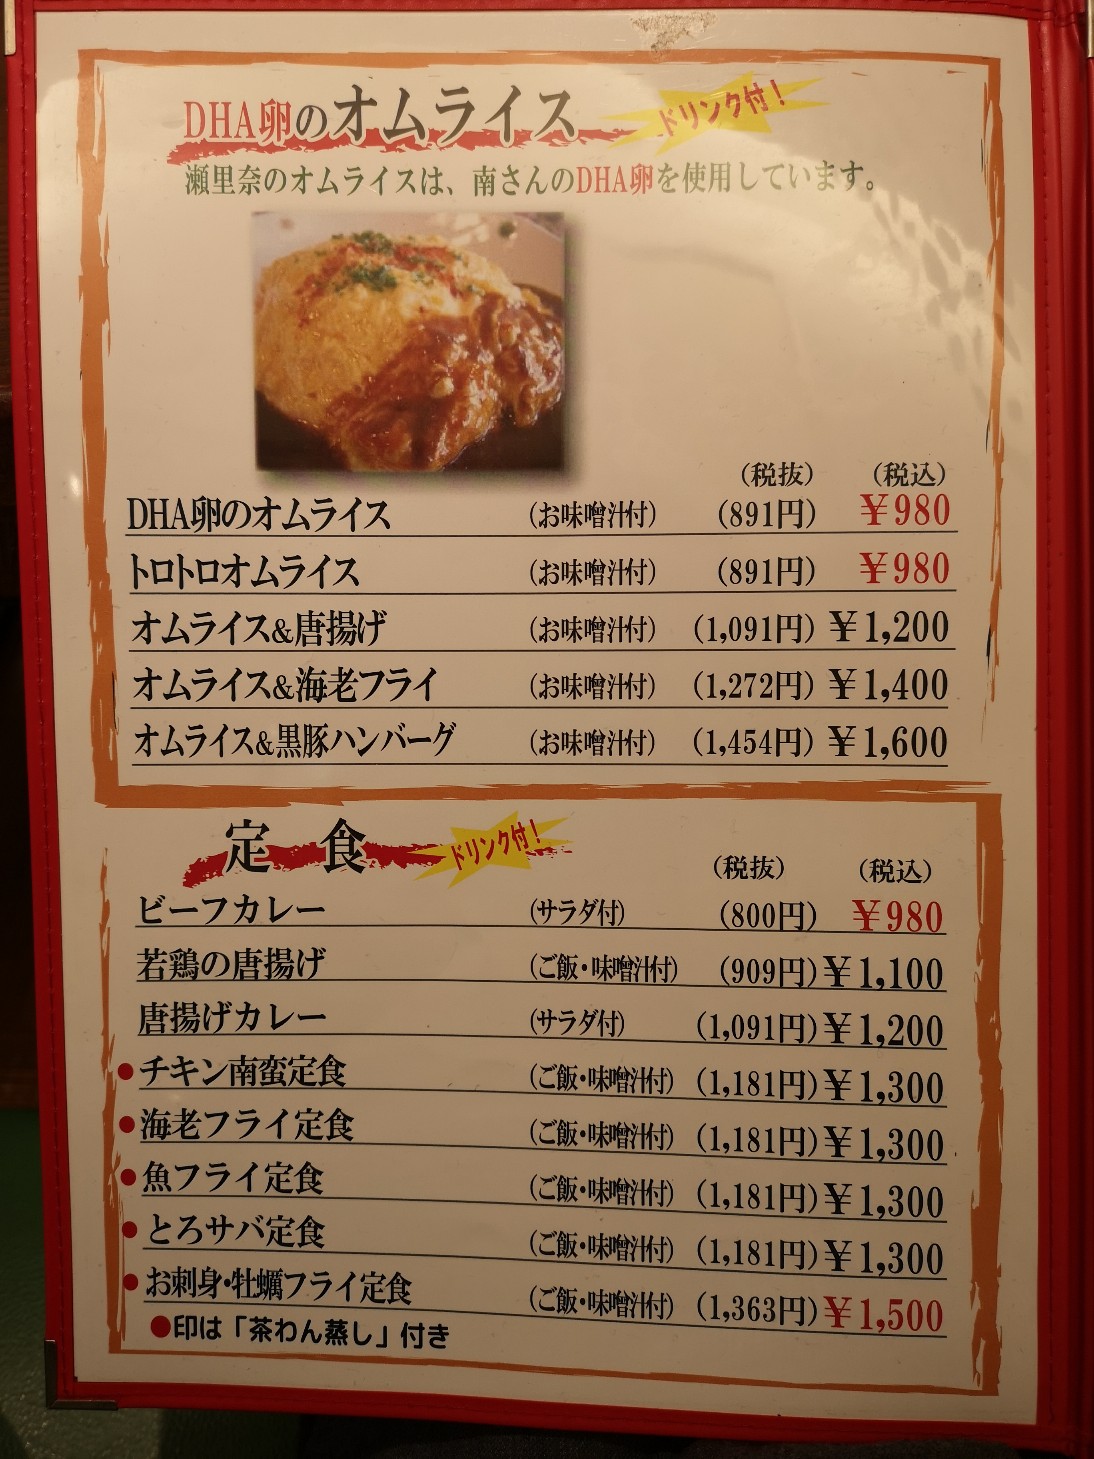 DHA卵のオムライス ドリンク付！
瀬里奈のオムライスは、南さんのDHA卵を使用しています。
(税抜) (税込)
DHA卵のオムライス (お味噌汁付) (891円) ￥980
トロトロオムライス (お味噌汁付) (891円) ￥980
オムライス&唐揚げ (お味噌汁付) (1,091円) ￥1,200
オムライス&海老フライ (お味噌汁付) (1,272円) ￥1,400
オムライス&黒豚ハンバーグ (お味噌汁付) (1,454円) ￥1,600
定 食 ドリンク付！
(税抜) (税込)
ビーフカレー (サラダ付) (800円) ￥980
若鶏の唐揚げ (ご飯・味噌汁付) (909円) ￥1,100
唐揚げカレー (サラダ付) (1,091円) ￥1,200
●チキン南蛮定食 (ご飯・味噌汁付) (1,181円) ￥1,300
●海老フライ定食 (ご飯・味噌汁付) (1,181円) ￥1,300
●魚フライ定食 (ご飯・味噌汁付) (1,181円) ￥1,300
●とろサバ定食 (ご飯・味噌汁付) (1,181円) ￥1,300
●お刺身・牡蠣フライ定食 (ご飯・味噌汁付) (1,363円) ￥1,500
●印は「茶わん蒸し」付き